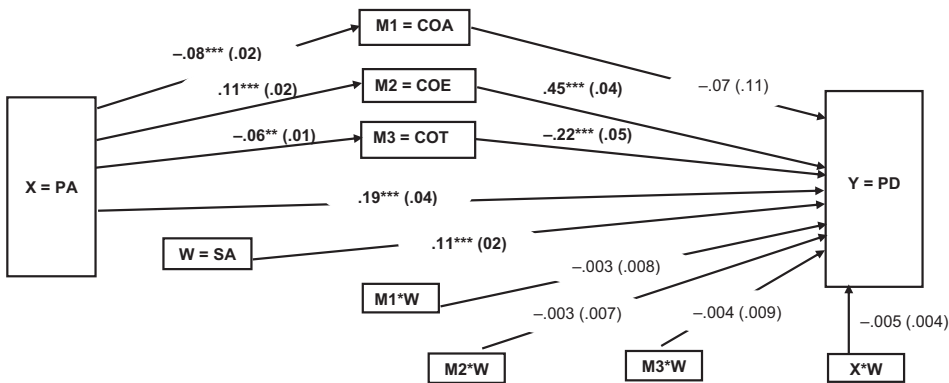 M1 = COA
–.08*** (.02)
–.07 (.11)
M2 = COE
.11*** (.02)
.45*** (.04)
M3 = COT
–.06** (.01)
–.22*** (.05)
X = PA
Y = PD
.19*** (.04)
W = SA
.11*** (02)
–.003 (.008)
M1*W
–.003 (.007)
–.004 (.009)
–.005 (.004)
M2*W
M3*W
X*W